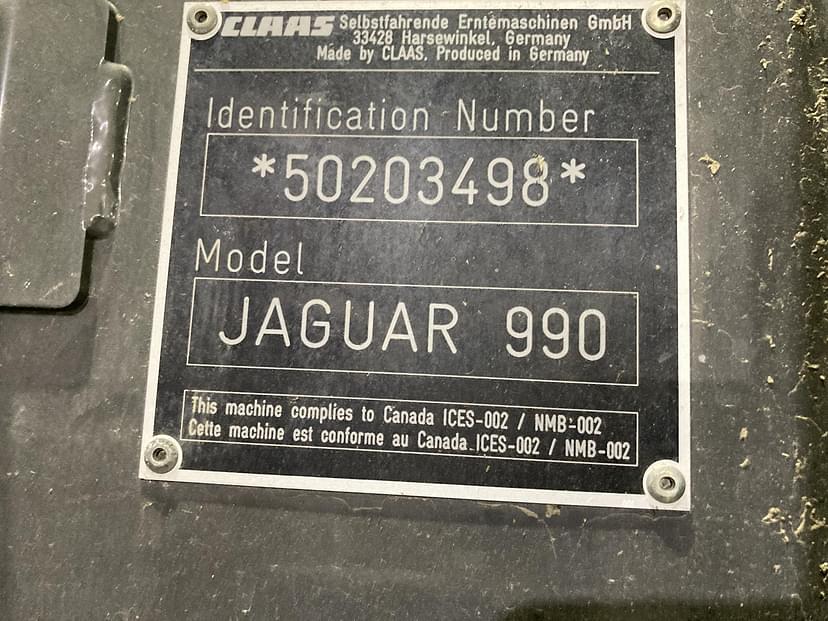 CLAAS Selbstfahrende Erntemaschinen GmbH
33428 Harsewinkel, Germany
Made by CLAAS, Produced in Germany
Identification Number
*50203498*
Model
JAGUAR 990
This machine complies to Canada ICES-002 / NMB-002
Cette machine est conforme au Canada ICES-002 / NMB-002